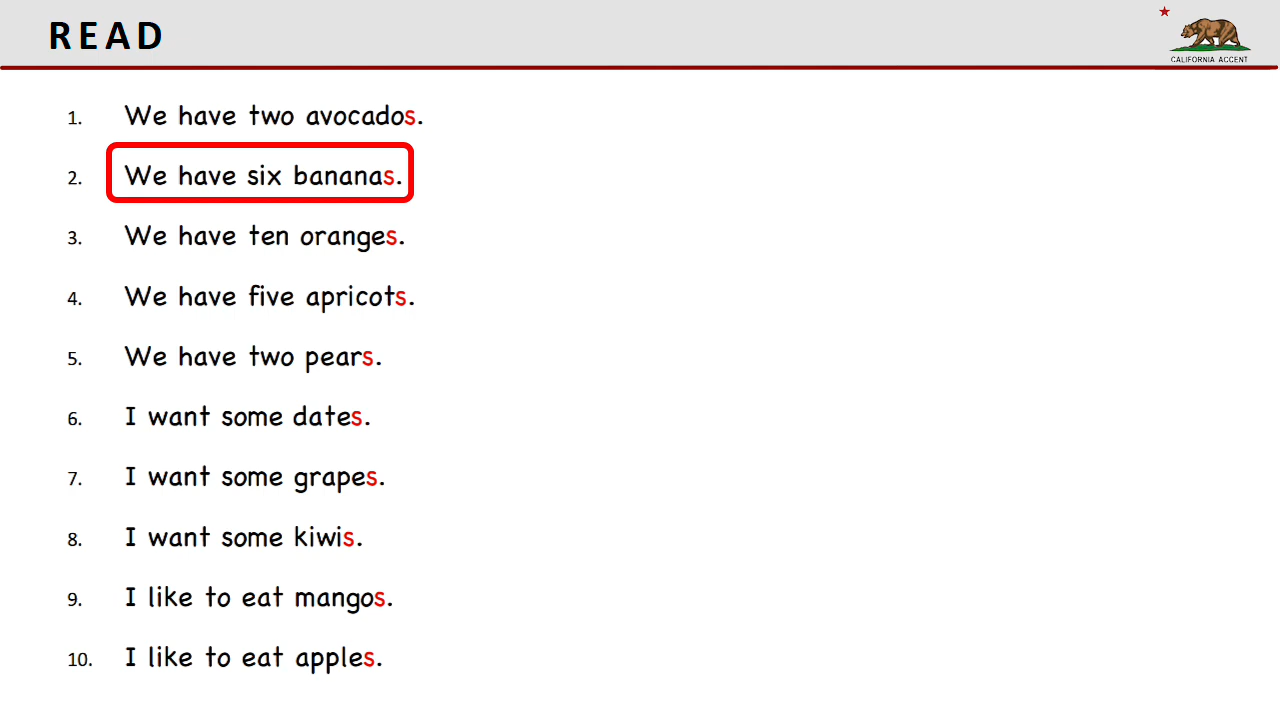 READ
CALIFORNIA ACCENT
1. We have two avocados.
2. We have six bananas.
3. We have ten oranges.
4. We have five apricots.
5. We have two pears.
6. I want some dates.
7. I want some grapes.
8. I want some kiwis.
9. I like to eat mangos.
10. I like to eat apples.